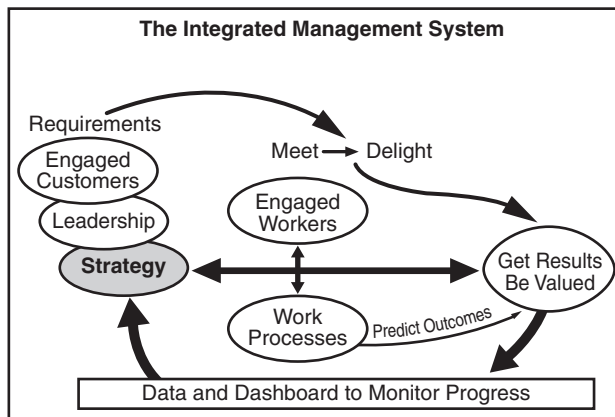 The Integrated Management System
Requirements
Engaged
Customers
Leadership
Strategy
Meet
Delight
Engaged
Workers
Work
Processes
Predict Outcomes
Get Results
Be Valued
Data and Dashboard to Monitor Progress